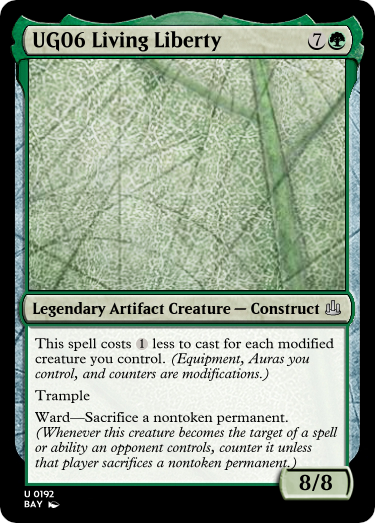 UG06 Living Liberty 7
Legendary Artifact Creature — Construct
This spell costs 1 less to cast for each modified
creature you control. (Equipment, Auras you
control, and counters are modifications.)
Trample
Ward—Sacrifice a nontoken permanent.
(Whenever this creature becomes the target of a spell
or ability an opponent controls, counter it unless
that player sacrifices a nontoken permanent.)
8/8
U 0192
BAY